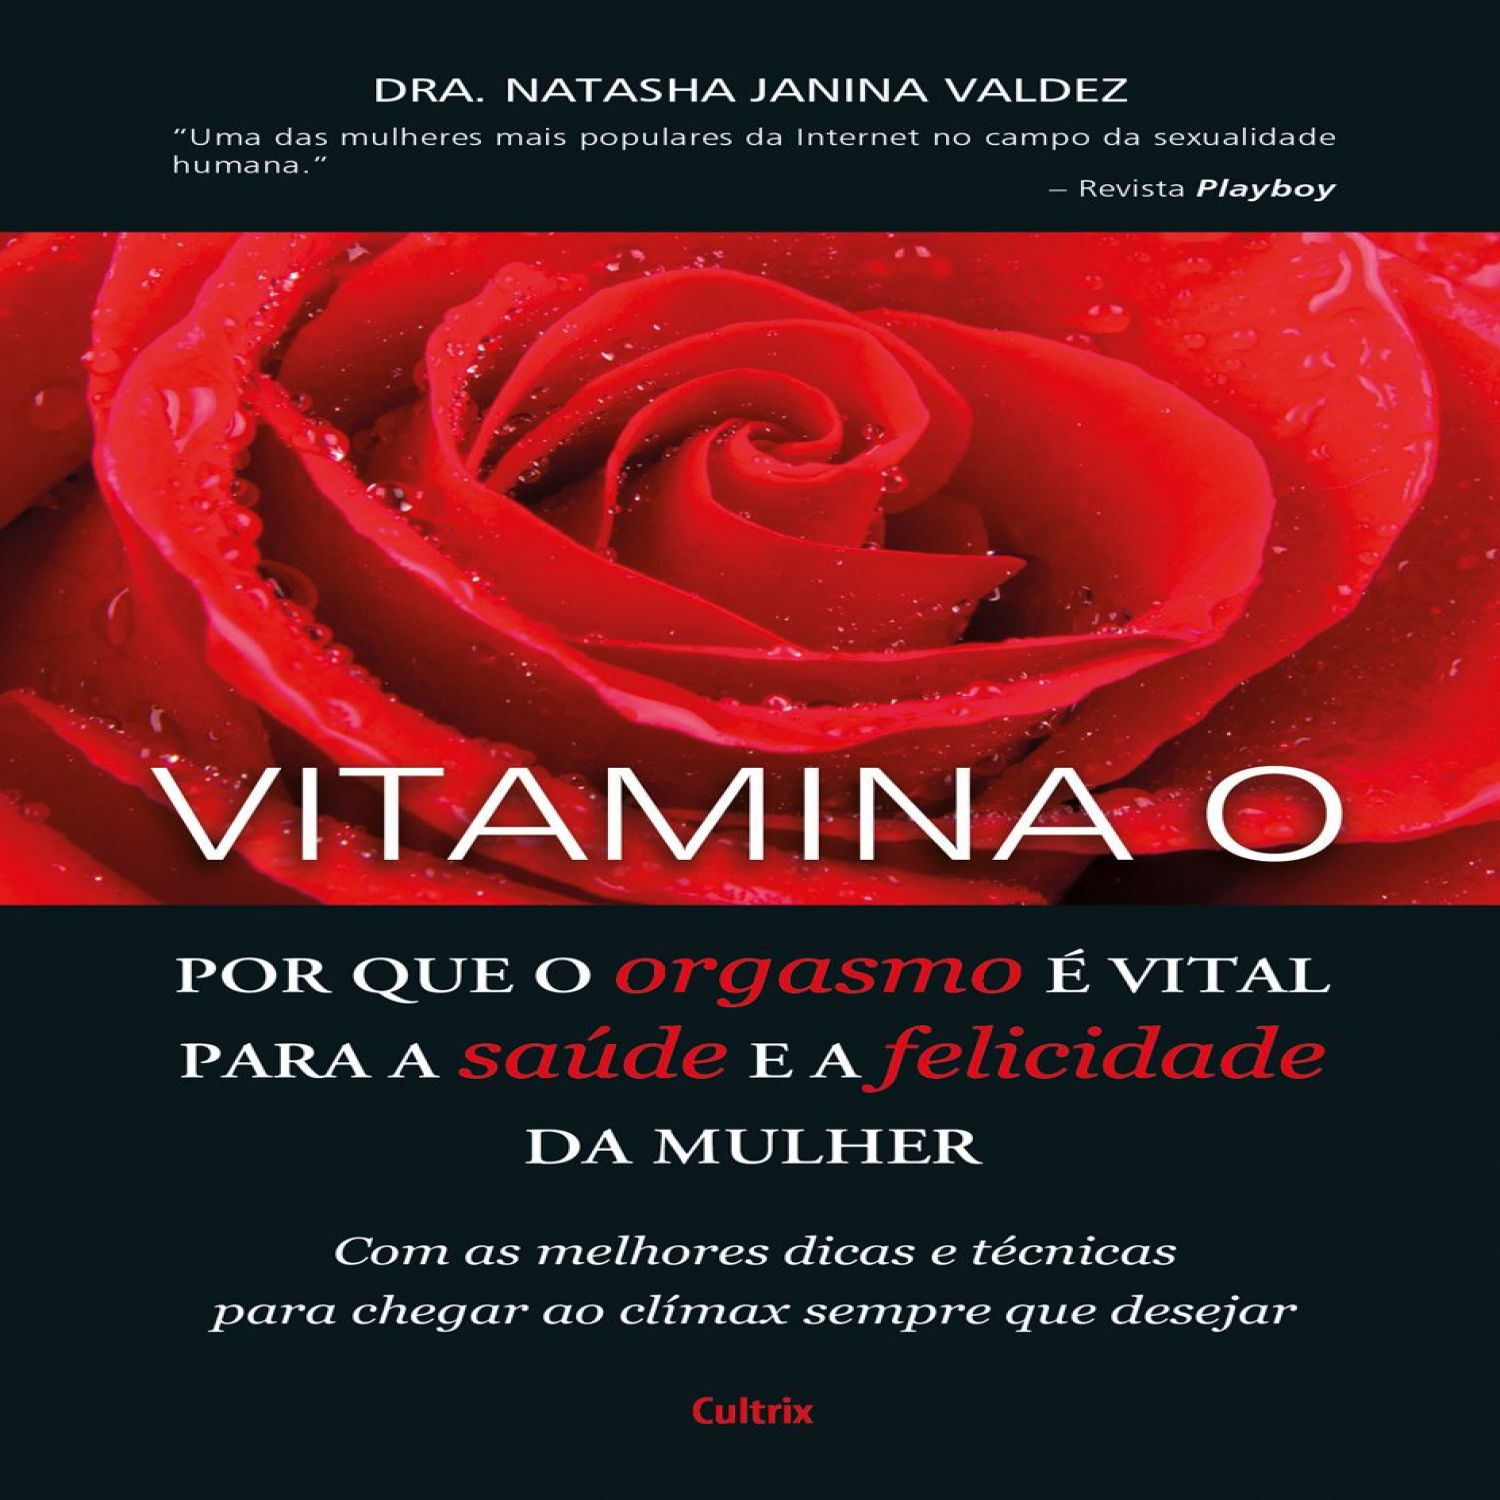 DRA. NATASHA JANINA VALDEZ
“Uma das mulheres mais populares da Internet no campo da sexualidade
humana.”
– Revista Playboy
VITAMINA O
POR QUE O orgasmo É VITAL
PARA A saúde E A felicidade
DA MULHER
Com as melhores dicas e técnicas
para chegar ao clímax sempre que desejar
Cultrix